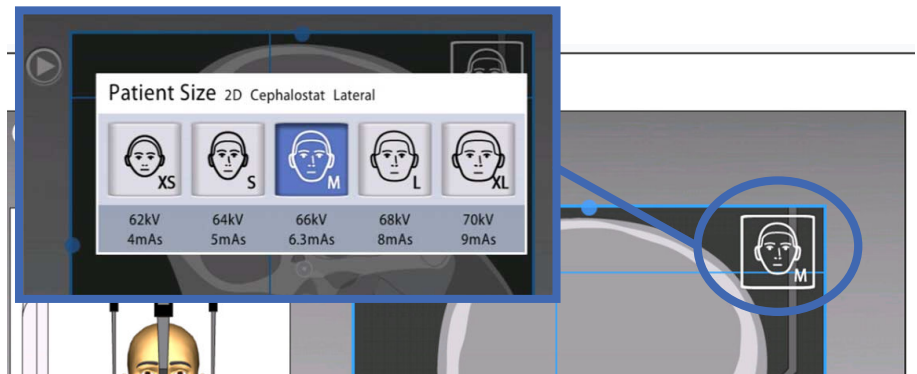 Patient Size 2D Cephalostat Lateral
XS S M L XL
62kV 64kV 66kV 68kV 70kV
4mAs 5mAs 6.3mAs 8mAs 9mAs
M